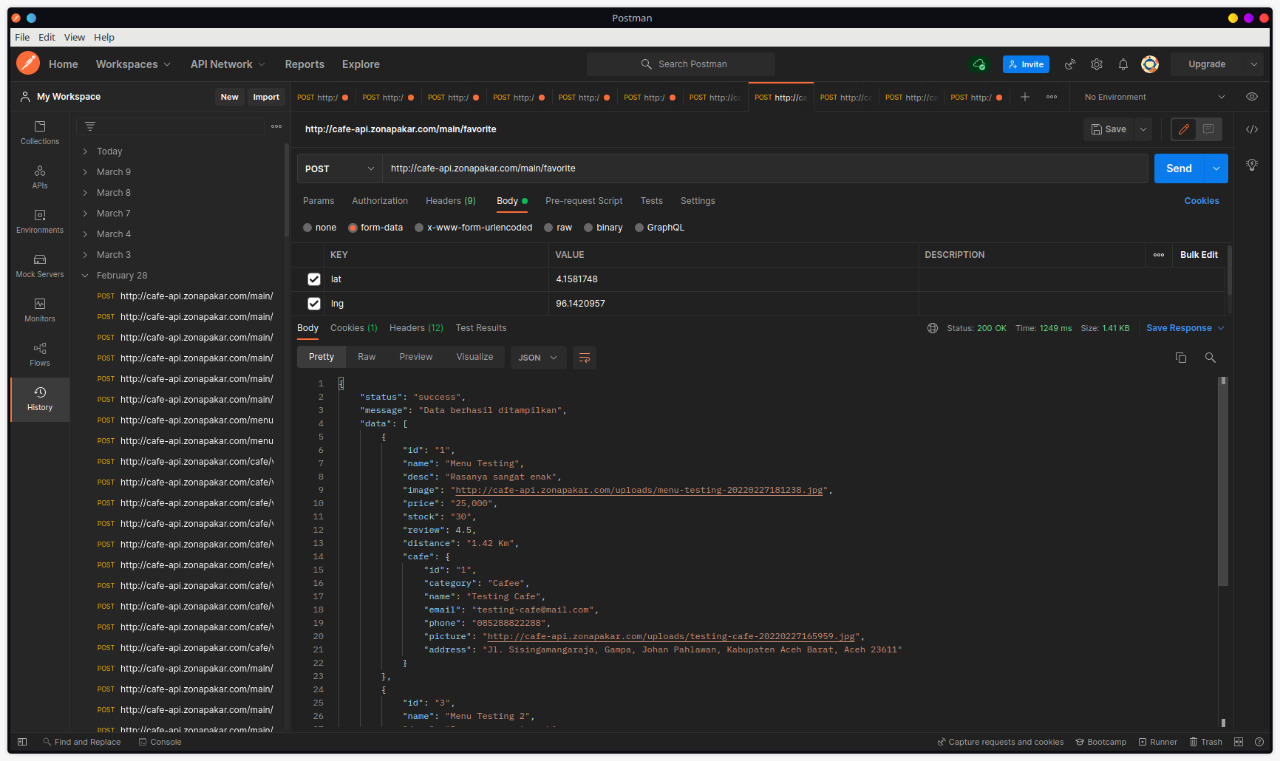 Postman
File Edit View Help
Home Workspaces API Network Reports Explore Search Postman Invite Upgrade
My Workspace New Import
POST http:/ POST http:/ POST http:/ POST http:/ POST http:/ POST http:/ POST http://ca POST http://ca POST http://ca POST http://ca POST http:/ No Environment
Collections
APIs
Environments
Mock Servers
Monitors
Flows
History
Today
March 9
March 8
March 7
March 4
March 3
February 28
POST http://cafe-api.zonapakar.com/main/
POST http://cafe-api.zonapakar.com/main/
POST http://cafe-api.zonapakar.com/main/
POST http://cafe-api.zonapakar.com/main/
POST http://cafe-api.zonapakar.com/main/
POST http://cafe-api.zonapakar.com/main/
POST http://cafe-api.zonapakar.com/menu
POST http://cafe-api.zonapakar.com/menu
POST http://cafe-api.zonapakar.com/cafe/
POST http://cafe-api.zonapakar.com/cafe/
POST http://cafe-api.zonapakar.com/cafe/
POST http://cafe-api.zonapakar.com/cafe/
POST http://cafe-api.zonapakar.com/cafe/
POST http://cafe-api.zonapakar.com/cafe/
POST http://cafe-api.zonapakar.com/cafe/
POST http://cafe-api.zonapakar.com/cafe/
POST http://cafe-api.zonapakar.com/cafe/
POST http://cafe-api.zonapakar.com/cafe/
POST http://cafe-api.zonapakar.com/main/
POST http://cafe-api.zonapakar.com/main/
POST http://cafe-api.zonapakar.com/main/
POST http://cafe-api.zonapakar.com/main/
http://cafe-api.zonapakar.com/main/favorite Save
POST http://cafe-api.zonapakar.com/main/favorite Send
Params Authorization Headers (9) Body Pre-request Script Tests Settings Cookies
none form-data x-www-form-urlencoded raw binary GraphQL
KEY VALUE DESCRIPTION Bulk Edit
lat 4.1581748
lng 96.1420957
Body Cookies (1) Headers (12) Test Results Status: 200 OK Time: 1249 ms Size: 1.41 KB Save Response
Pretty Raw Preview Visualize JSON
1 {
2 "status": "success",
3 "message": "Data berhasil ditampilkan",
4 "data": [
5 {
6 "id": "1",
7 "name": "Menu Testing",
8 "desc": "Rasanya sangat enak",
9 "image": "http://cafe-api.zonapakar.com/uploads/menu-testing-20220227181238.jpg",
10 "price": "25,000",
11 "stock": "30",
12 "review": 4.5,
13 "distance": "1.42 Km",
14 "cafe": {
15 "id": "1",
16 "category": "Cafee",
17 "name": "Testing Cafe",
18 "email": "testing-cafe@mail.com",
19 "phone": "085288822288",
20 "picture": "http://cafe-api.zonapakar.com/uploads/testing-cafe-20220227165959.jpg",
21 "address": "Jl. Sisingamangaraja, Gampa, Johan Pahlawan, Kabupaten Aceh Barat, Aceh 23611"
22 }
23 },
24 {
25 "id": "3",
26 "name": "Menu Testing 2",
Find and Replace Console Capture requests and cookies Bootcamp Runner Trash